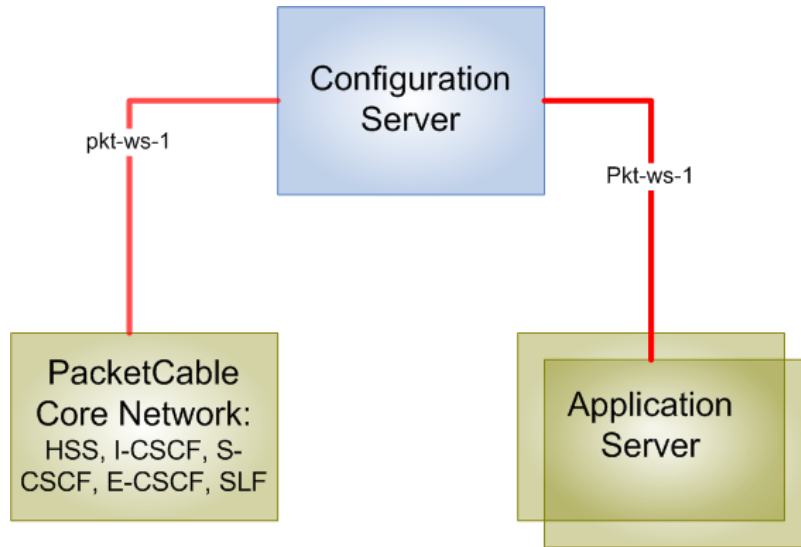 Configuration
Server
pkt-ws-1
Pkt-ws-1
PacketCable
Core Network:
HSS, I-CSCF, S-
CSCF, E-CSCF, SLF
Application
Server